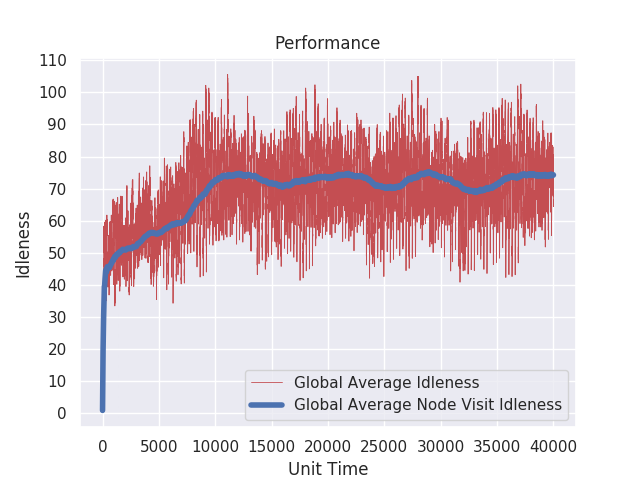 Performance
110
100
90
80
70
60
50
40
30
20
10
0
Idleness
Global Average Idleness
Global Average Node Visit Idleness
0 5000 10000 15000 20000 25000 30000 35000 40000
Unit Time